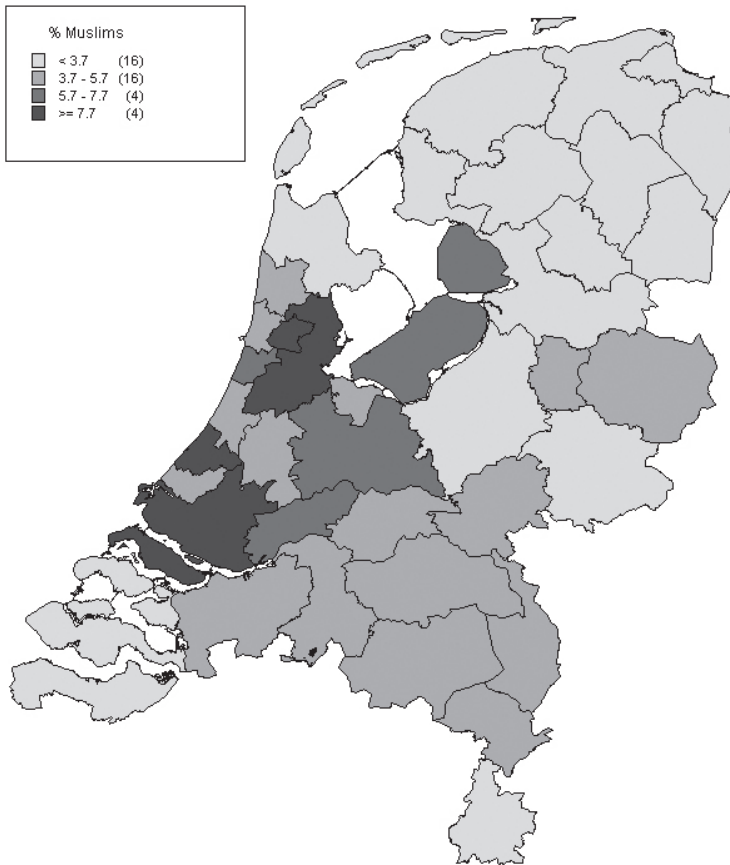 % Muslims
< 3.7 (16)
3.7 - 5.7 (16)
5.7 - 7.7 (4)
>= 7.7 (4)